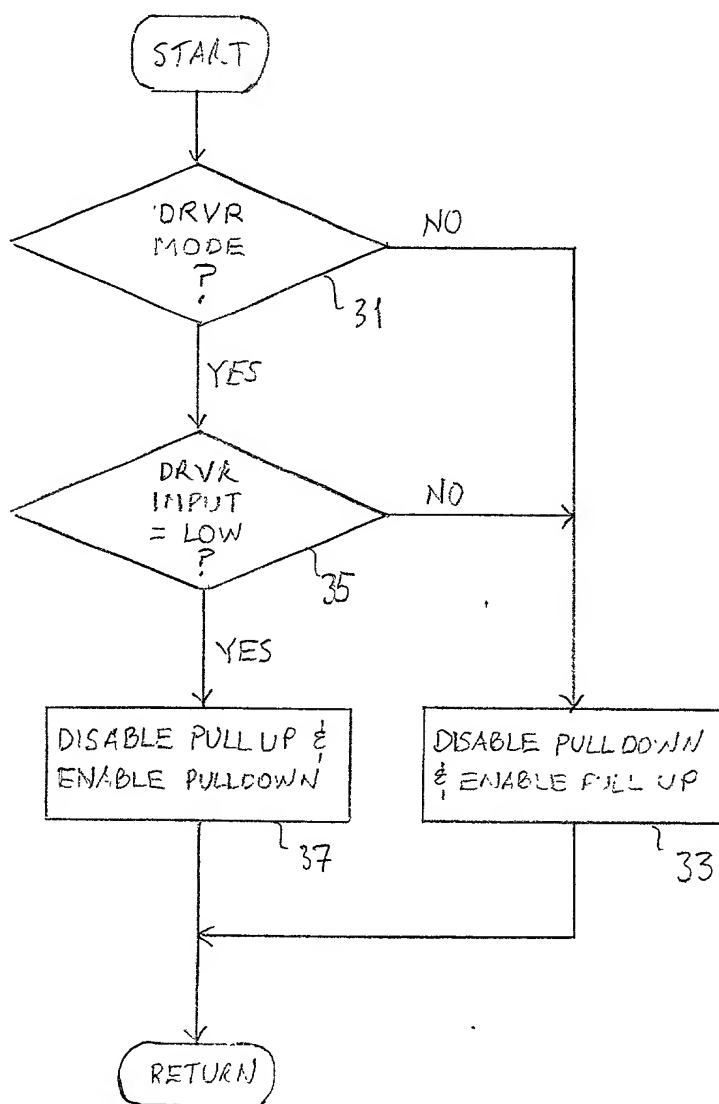 START
DRVR
MODE
?
NO
31
YES
DRVR
INPUT
= LOW
?
NO
35
YES
DISABLE PULL UP &
ENABLE PULLDOWN
37
DISABLE PULLDOWN
& ENABLE PULL UP
33
RETURN